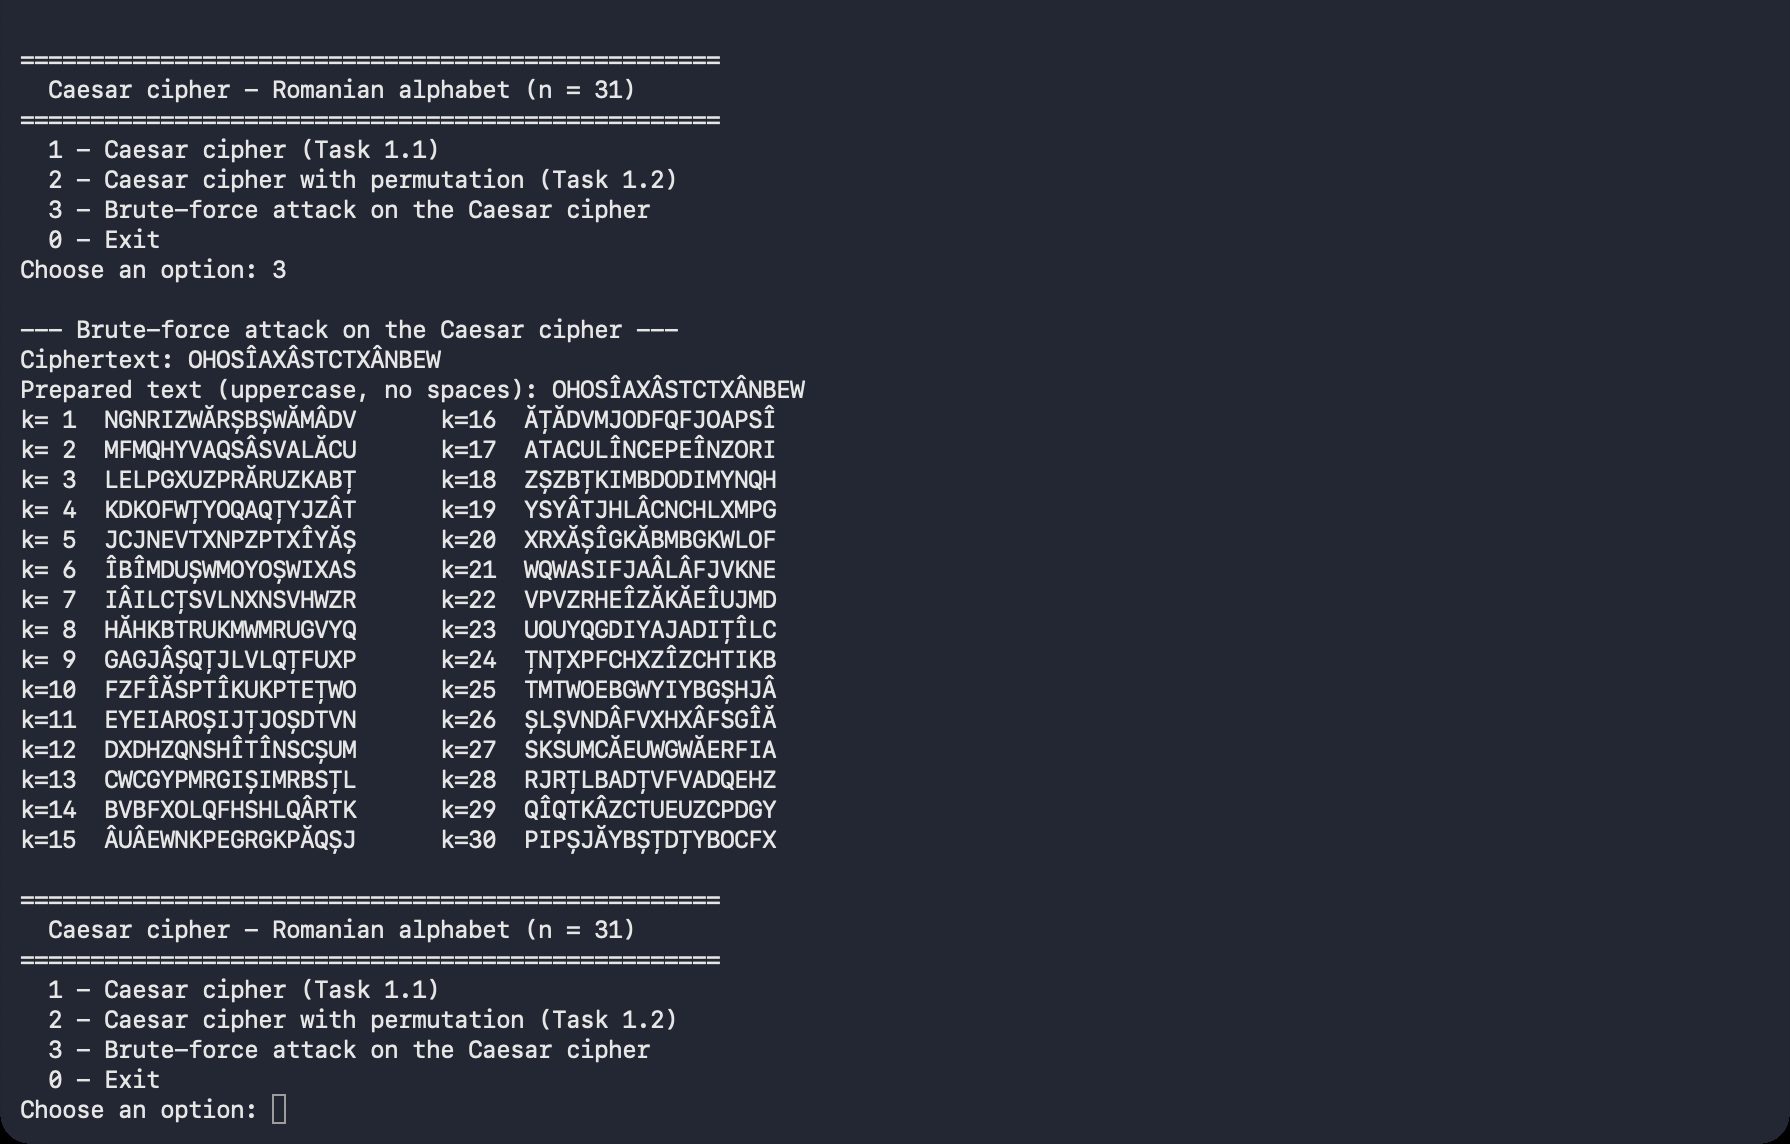 ==================================================
  Caesar cipher – Romanian alphabet (n = 31)
==================================================
  1 – Caesar cipher (Task 1.1)
  2 – Caesar cipher with permutation (Task 1.2)
  3 – Brute-force attack on the Caesar cipher
  0 – Exit
Choose an option: 3

--- Brute-force attack on the Caesar cipher ---
Ciphertext: OHOSÎAXÂSTCTXÂNBEW
Prepared text (uppercase, no spaces): OHOSÎAXÂSTCTXÂNBEW
k= 1  NGNRIZWĂRȘBȘWĂMÂDV      k=16  ĂȚĂDVMJODFQFJOAPSÎ
k= 2  MFMQHYVAQSÂSVALĂCU      k=17  ATACULÎNCEPEÎNZORI
k= 3  LELPGXUZPRĂRUZKABȚ      k=18  ZȘZBȚKIMBDODIMYNQH
k= 4  KDKOFWȚYOQAQȚYJZÂT      k=19  YSYÂTJHLÂCNCHLXMPG
k= 5  JCJNEVTXNPZPTXÎYĂȘ      k=20  XRXĂȘÎGKĂBMBGKWLOF
k= 6  ÎBÎMDUȘWMOYOȘWIXAS      k=21  WQWASIFJAÂLÂFJVKNE
k= 7  IÂILCȚSVLNXNSVHWZR      k=22  VPVZRHEÎZĂKĂEÎUJMD
k= 8  HĂHKBTRUKMWMRUGVYQ      k=23  UOUYQGDIYAJADIȚÎLC
k= 9  GAGJÂȘQȚJLVLQȚFUXP      k=24  ȚNȚXPFCHXZÎZCHTIKB
k=10  FZFÎĂSPTÎKUKPTEȚWO      k=25  TMTWOEBGWYIYBGȘHJÂ
k=11  EYEIAROȘIJȚJOȘDTVN      k=26  ȘLȘVNDÂFVXHXÂFSGÎĂ
k=12  DXDHZQNSHÎTÎNSCȘUM      k=27  SKSUMCĂEUWGWĂERFIA
k=13  CWCGYPMRGIȘIMRBSȚL      k=28  RJRȚLBADȚVFVADQEHZ
k=14  BVBFXOLQFHSHLQÂRTK      k=29  QÎQTKÂZCTUEUZCPDGY
k=15  ÂUÂEWNKPEGRGKPĂQȘJ      k=30  PIPȘJĂYBȘȚDȚYBOCFX

==================================================
  Caesar cipher – Romanian alphabet (n = 31)
==================================================
  1 – Caesar cipher (Task 1.1)
  2 – Caesar cipher with permutation (Task 1.2)
  3 – Brute-force attack on the Caesar cipher
  0 – Exit
Choose an option: